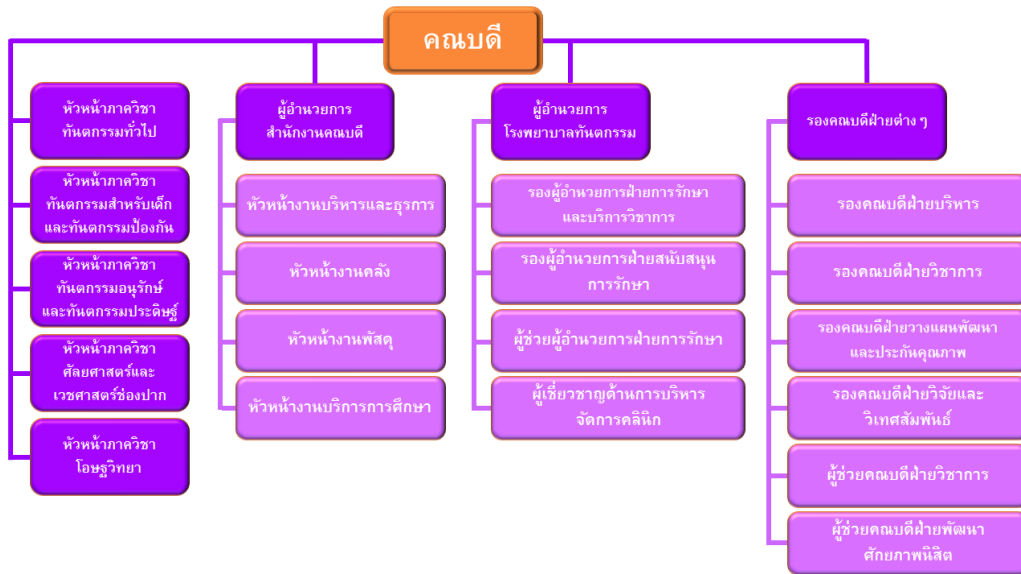 คณบดี
หัวหน้าภาควิชา
ทันตกรรมทั่วไป
หัวหน้าภาควิชา
ทันตกรรมสำหรับเด็ก
และทันตกรรมป้องกัน
หัวหน้าภาควิชา
ทันตกรรมอนุรักษ์
และทันตกรรมประดิษฐ์
หัวหน้าภาควิชา
ศัลยศาสตร์และ
เวชศาสตร์ช่องปาก
หัวหน้าภาควิชา
โอษฐวิทยา
ผู้อำนวยการ
สำนักงานคณบดี
หัวหน้างานบริหารและธุรการ
หัวหน้างานคลัง
หัวหน้างานพัสดุ
หัวหน้างานบริการการศึกษา
ผู้อำนวยการ
โรงพยาบาลทันตกรรม
รองผู้อำนวยการฝ่ายการรักษา
และบริการวิชาการ
รองผู้อำนวยการฝ่ายสนับสนุน
การรักษา
ผู้ช่วยผู้อำนวยการฝ่ายการรักษา
ผู้เชี่ยวชาญด้านการบริหาร
จัดการคลินิก
รองคณบดีฝ่ายต่าง ๆ
รองคณบดีฝ่ายบริหาร
รองคณบดีฝ่ายวิชาการ
รองคณบดีฝ่ายวางแผนพัฒนา
และประกันคุณภาพ
รองคณบดีฝ่ายวิจัยและ
วิเทศสัมพันธ์
ผู้ช่วยคณบดีฝ่ายวิชาการ
ผู้ช่วยคณบดีฝ่ายพัฒนา
ศักยภาพนิสิต